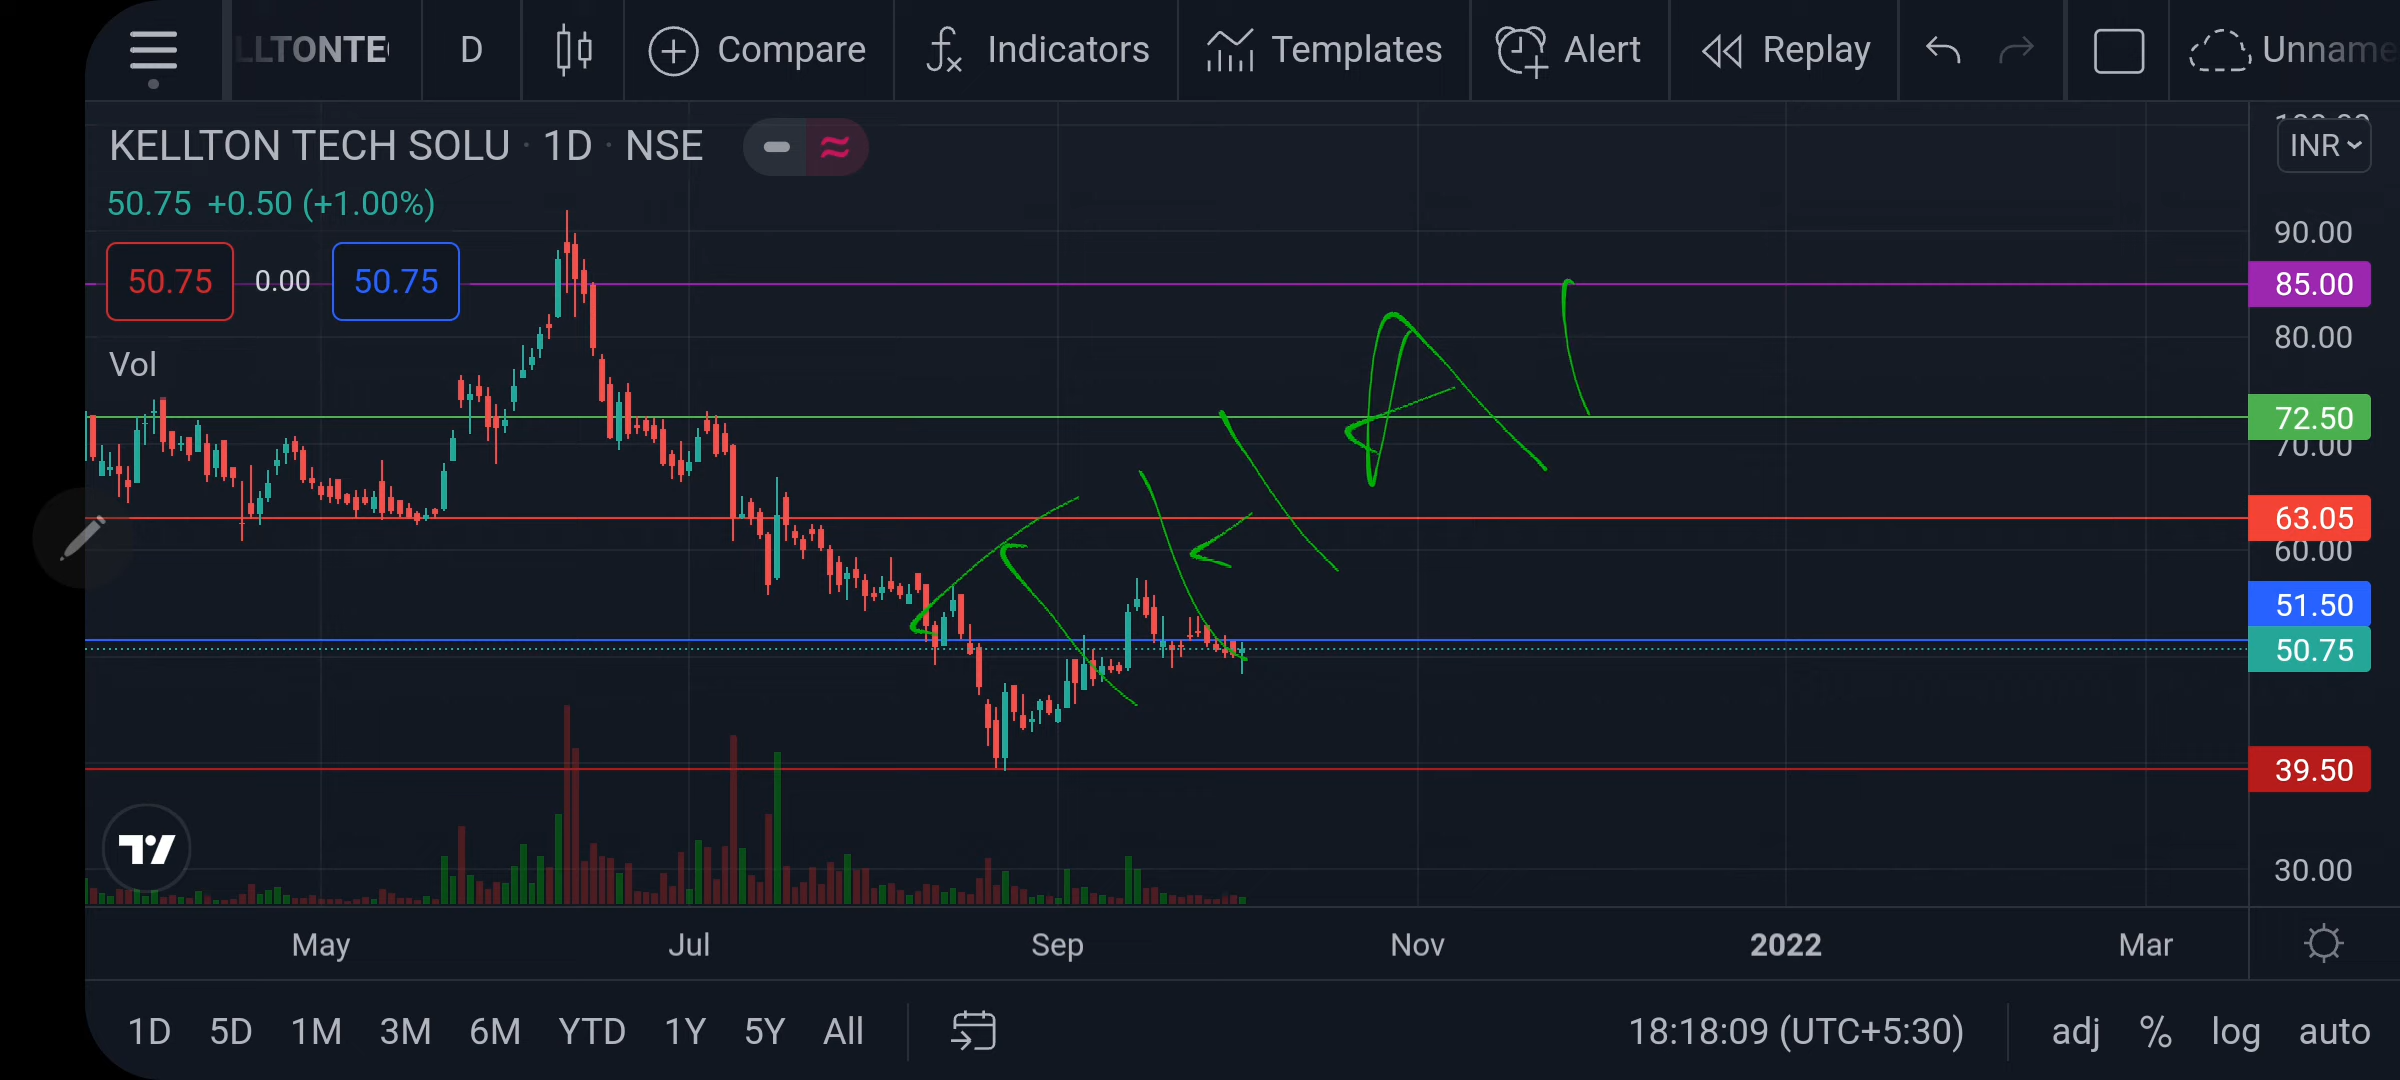 LLTONTE
D
Compare
Indicators
Templates
Alert
Replay
Unname
KELLTON TECH SOLU · 1D · NSE
INR
50.75 +0.50 (+1.00%)
50.75
0.00
50.75
Vol
90.00
85.00
80.00
72.50
70.00
63.05
60.00
51.50
50.75
39.50
30.00
THAI
May
Jul
Sep
Nov
2022
Mar
1D
5D
1M
3M
6M
YTD
1Y
5Y
All
18:18:09 (UTC+5:30)
adj
%
log
auto